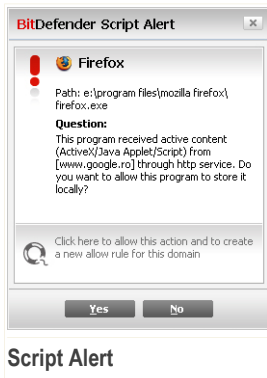 BitDefender Script Alert
Firefox
Path: e:\program files\mozilla firefox\
firefox.exe
Question:
This program received active content
(ActiveX/Java Applet/Script) from
[www.google.ro] through http service. Do
you want to allow this program to store it
locally?
Click here to allow this action and to create
a new allow rule for this domain
Yes No
Script Alert